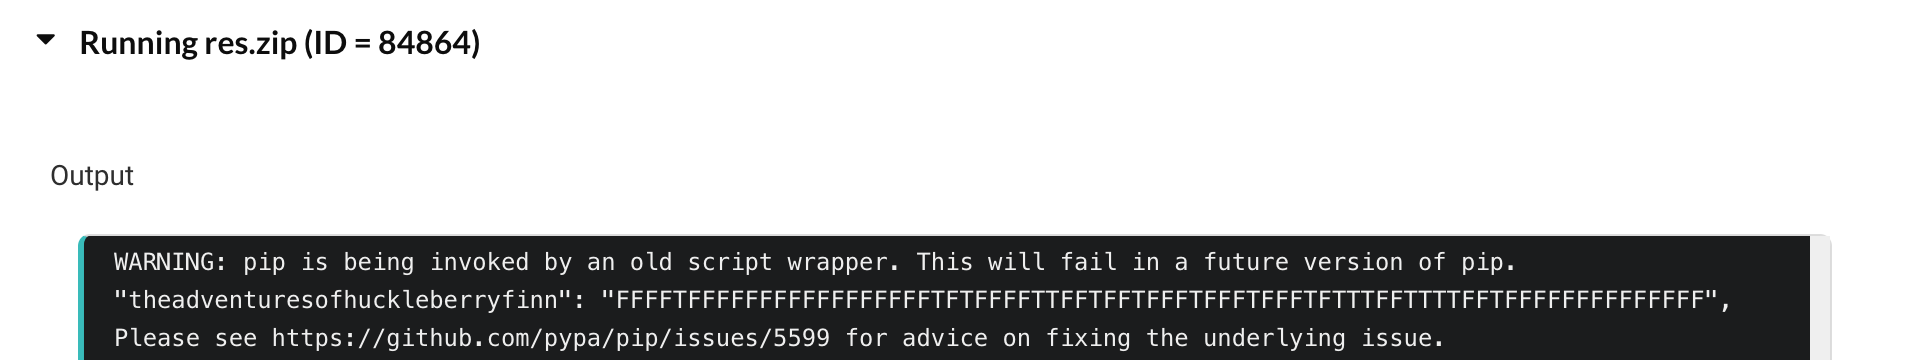 Running res.zip (ID = 84864)
Output
WARNING: pip is being invoked by an old script wrapper. This will fail in a future version of pip.
"theadventuresofhuckleberryfinn": "FFFFTFFFFFFFFFFFFFFFFFTFTFFFFTTFFTFFTFFFTFFFTFFFTFTTTFFTTTTFFTFFFFFFFFFFFFFF",
Please see https://github.com/pypa/pip/issues/5599 for advice on fixing the underlying issue.